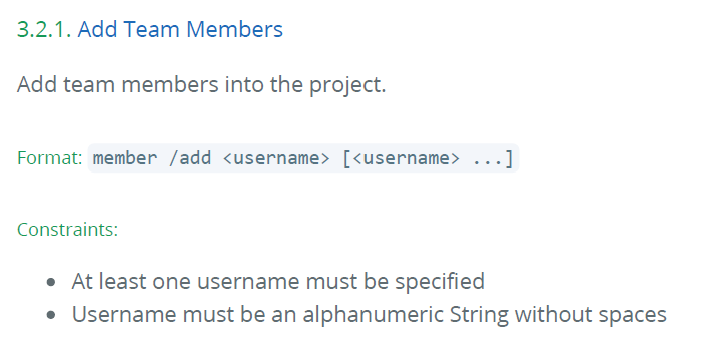 3.2.1. Add Team Members
Add team members into the project.
Format: member /add <username> [<username> ...]
Constraints:
• At least one username must be specified
• Username must be an alphanumeric String without spaces